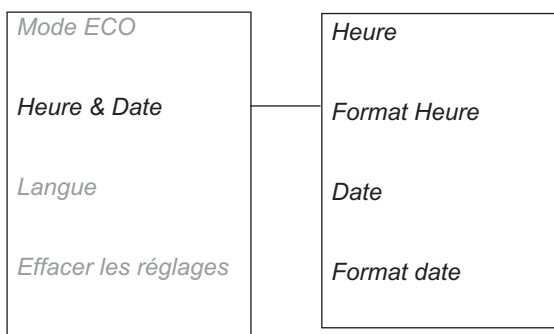 Mode ECO
Heure & Date
Langue
Effacer les réglages
Heure
Format Heure
Date
Format date